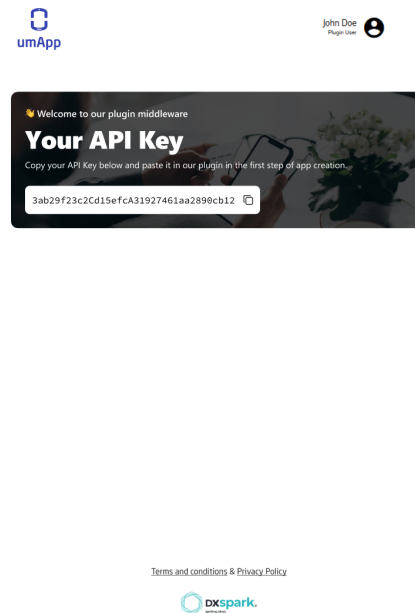 umApp
John Doe
Plugin User
👋 Welcome to our plugin middleware
Your API Key
Copy your API Key below and paste it in our plugin in the first step of app creation.
3ab29f23c2Cd15efcA31927461aa2890cb12
Terms and conditions & Privacy Policy
DXspark.
Igniting Ideas